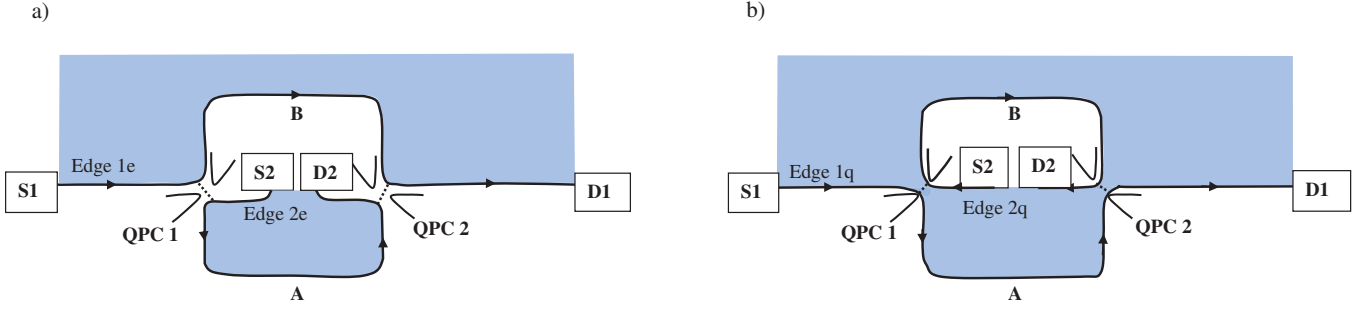 a)
B
Edge 1e
S1
S2
D2
D1
Edge 2e
QPC 1
QPC 2
A
b)
B
Edge 1q
S1
S2
D2
D1
Edge 2q
QPC 1
QPC 2
A